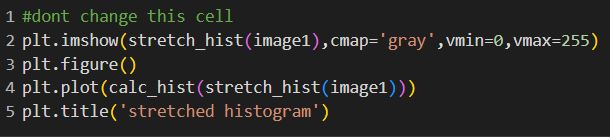 1 #dont change this cell
2 plt.imshow(stretch_hist(image1),cmap='gray',vmin=0,vmax=255)
3 plt.figure()
4 plt.plot(calc_hist(stretch_hist(image1)))
5 plt.title('stretched histogram')